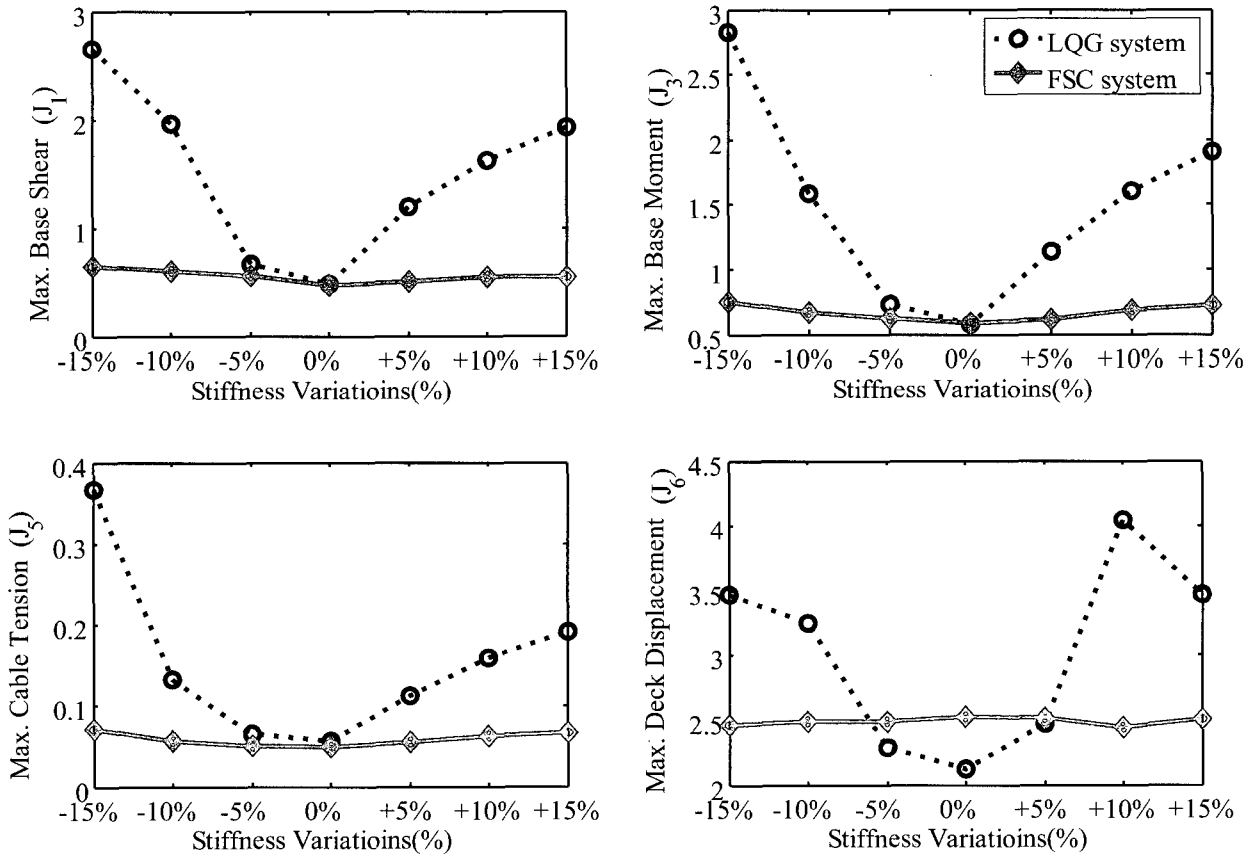 3
2
1
0
Max. Base Shear (J1)
-15% -10% -5% 0% +5% +10% +15%
Stiffness Variatioins(%)
3
2.5
2
1.5
1
0.5
Max. Base Moment (J3)
LQG system
FSC system
-15% -10% -5% 0% +5% +10% +15%
Stiffness Variatioins(%)
0.4
0.3
0.2
0.1
0
Max. Cable Tension (J5)
-15% -10% -5% 0% +5% +10% +15%
Stiffness Variatioins(%)
4.5
4
3.5
3
2.5
2
Max. Deck Displacement (J6)
-15% -10% -5% 0% +5% +10% +15%
Stiffness Variatioins(%)